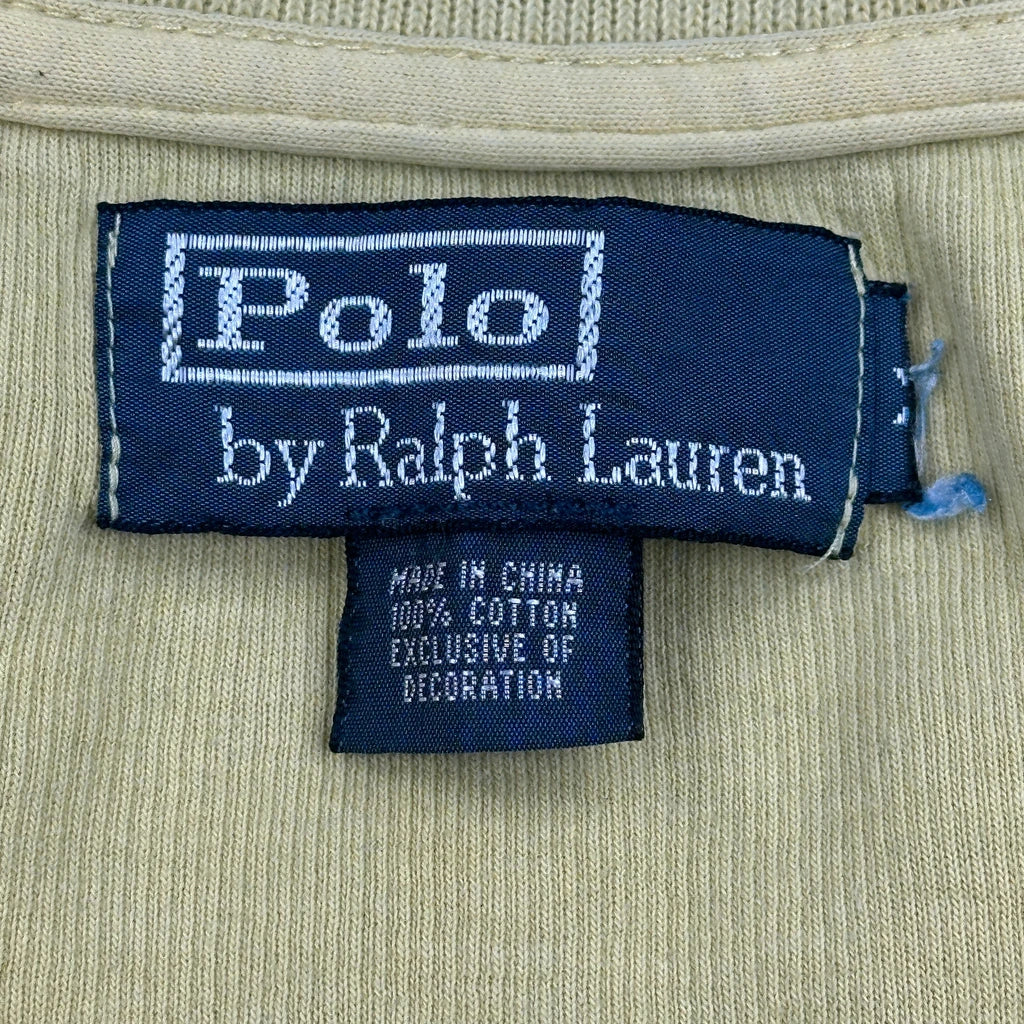 Polo
by Ralph Lauren
MADE IN CHINA
100% COTTON
EXCLUSIVE OF
DECORATION